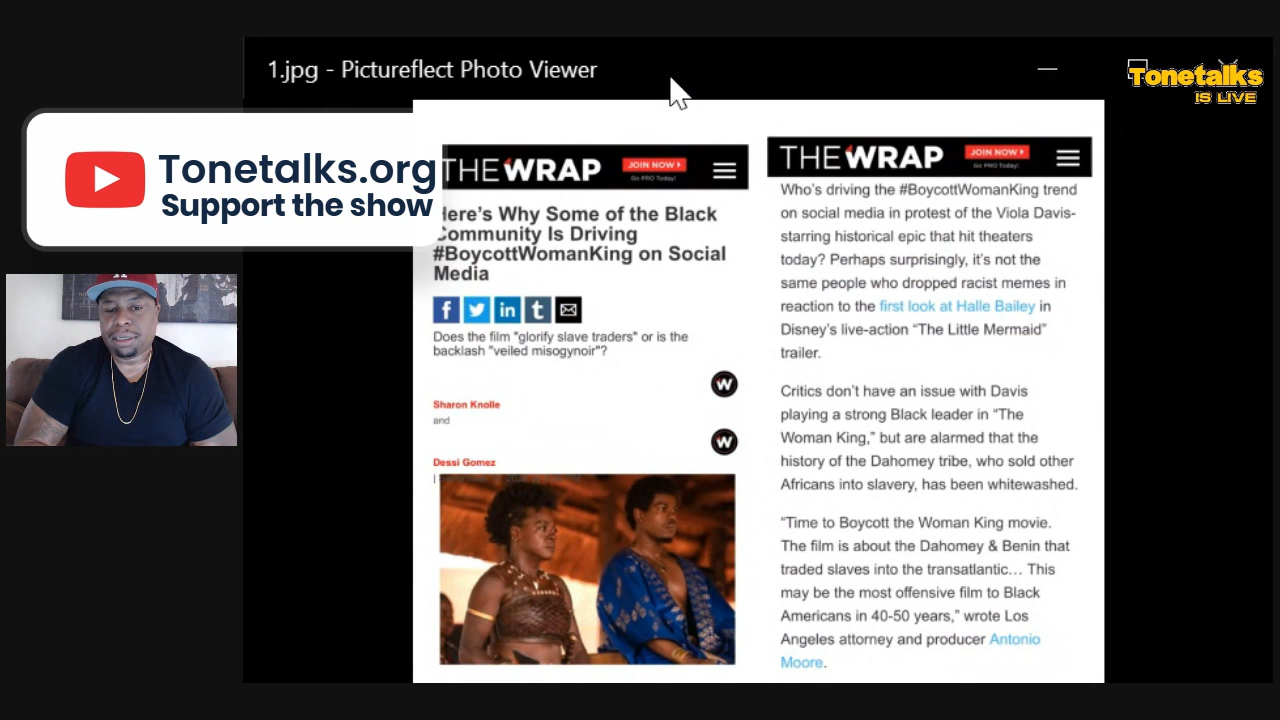 1.jpg - Pictureflect Photo Viewer
Tonetalks
IS LIVE
Tonetalks.org
Support the show
THE WRAP
JOIN NOW
Go PRO Today!
Here's Why Some of the Black
Community Is Driving
#BoycottWomanKing on Social
Media
f
in
t
Does the film "glorify slave traders" or is the
backlash "veiled misogynoir"?
W
Sharon Knolle
and
W
Dessi Gomez
THE WRAP
JOIN NOW
Go PRO Today!
Who's driving the #BoycottWomanKing trend
on social media in protest of the Viola Davis-
starring historical epic that hit theaters
today? Perhaps surprisingly, it's not the
same people who dropped racist memes in
reaction to the first look at Halle Bailey in
Disney's live-action “The Little Mermaid”
trailer.
Critics don't have an issue with Davis
playing a strong Black leader in “The
Woman King,” but are alarmed that the
history of the Dahomey tribe, who sold other
Africans into slavery, has been whitewashed.
“Time to Boycott the Woman King movie.
The film is about the Dahomey & Benin that
traded slaves into the transatlantic… This
may be the most offensive film to Black
Americans in 40-50 years,” wrote Los
Angeles attorney and producer Antonio
Moore.